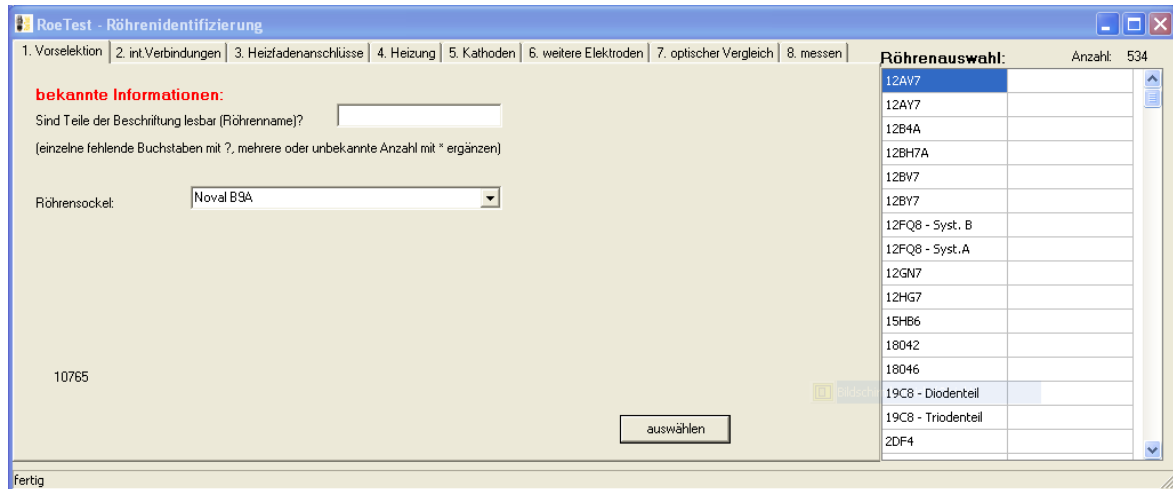 RoeTest - Röhrenidentifizierung
1. Vorselektion 2. int.Verbindungen 3. Heizfadenanschlüsse 4. Heizung 5. Kathoden 6. weitere Elektroden 7. optischer Vergleich 8. messen
Röhrenauswahl: Anzahl: 534
bekannte Informationen:
Sind Teile der Beschriftung lesbar (Röhrenname)?
(einzelne fehlende Buchstaben mit ?, mehrere oder unbekannte Anzahl mit * ergänzen)
Röhrensockel: Noval B9A
10765
auswählen
12AV7
12AY7
12B4A
12BH7A
12BV7
12BY7
12FQ8 - Syst. B
12FQ8 - Syst.A
12GN7
12HG7
15HB6
18042
18046
19C8 - Diodenteil
19C8 - Triodenteil
2DF4
fertig